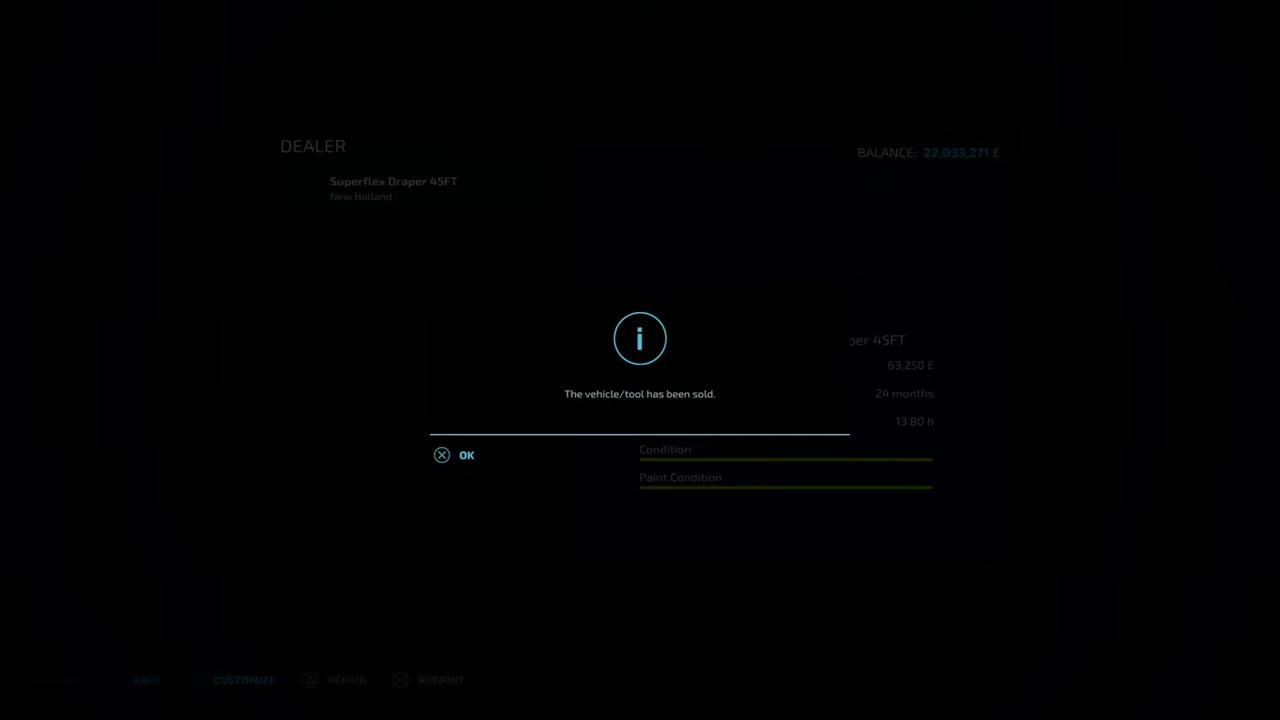 DEALER
BALANCE: 22,033,271 £
Superflex Draper 45FT
New Holland
per 45FT
63,250 £
The vehicle/tool has been sold.
24 months
13.80 h
Condition
OK
Paint Condition
BACK CUSTOMIZE REPAIR REPAINT